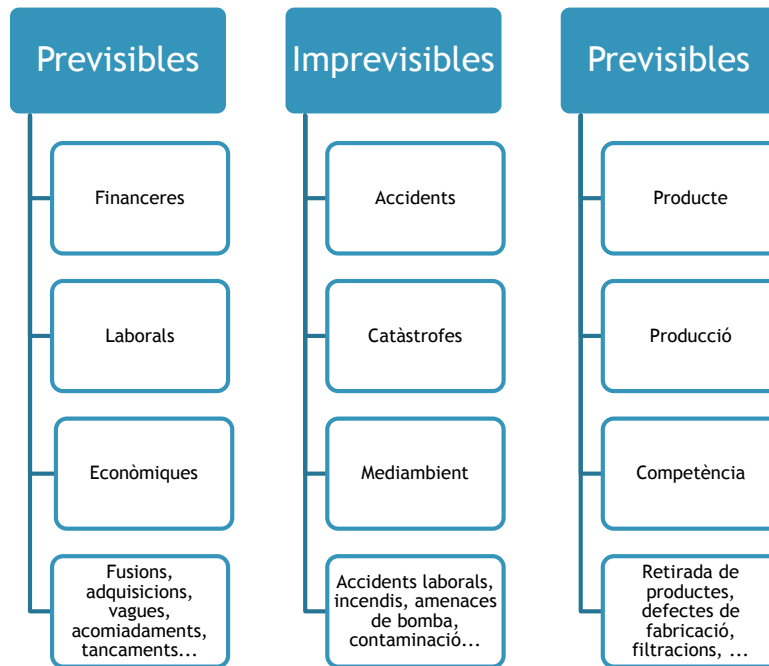 Previsibles
Financeres
Laborals
Econòmiques
Fusions,
adquisicions,
vagues,
acomiadaments,
tancaments...
Imprevisibles
Accidents
Catàstrofes
Mediambient
Accidents laborals,
incendis, amenaces
de bomba,
contaminació...
Previsibles
Producte
Producció
Competència
Retirada de
productes,
defectes de
fabricació,
filtracions, ...